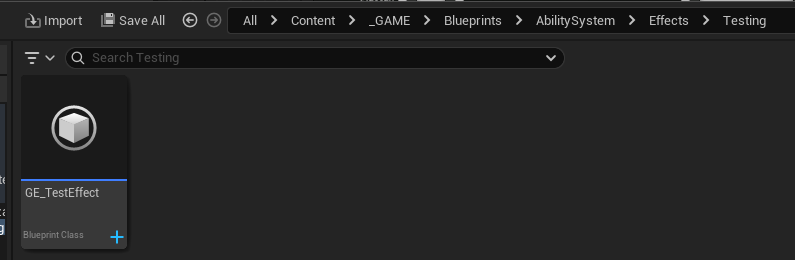 Import Save All All Content _GAME Blueprints AbilitySystem Effects Testing
Search Testing
GE_TestEffect
Blueprint Class